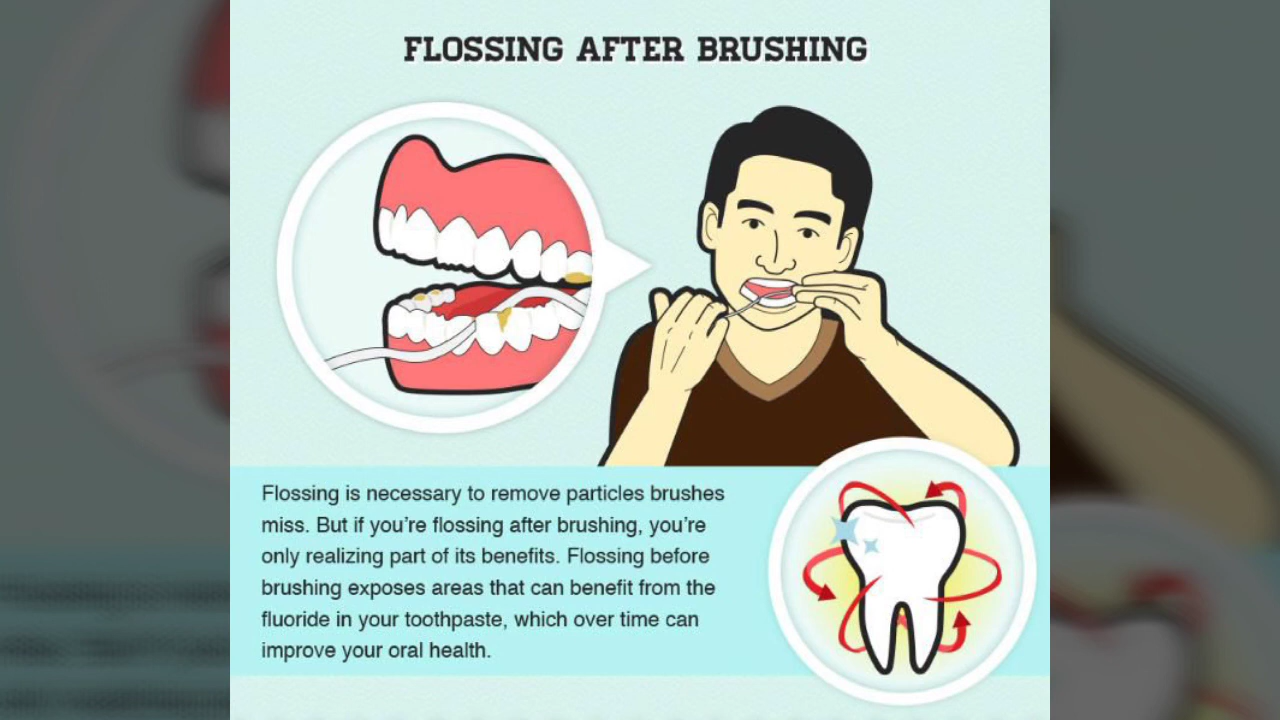 FLOSSING AFTER BRUSHING
Flossing is necessary to remove particles brushes
miss. But if you’re flossing after brushing, you’re
only realizing part of its benefits. Flossing before
brushing exposes areas that can benefit from the
fluoride in your toothpaste, which over time can
improve your oral health.